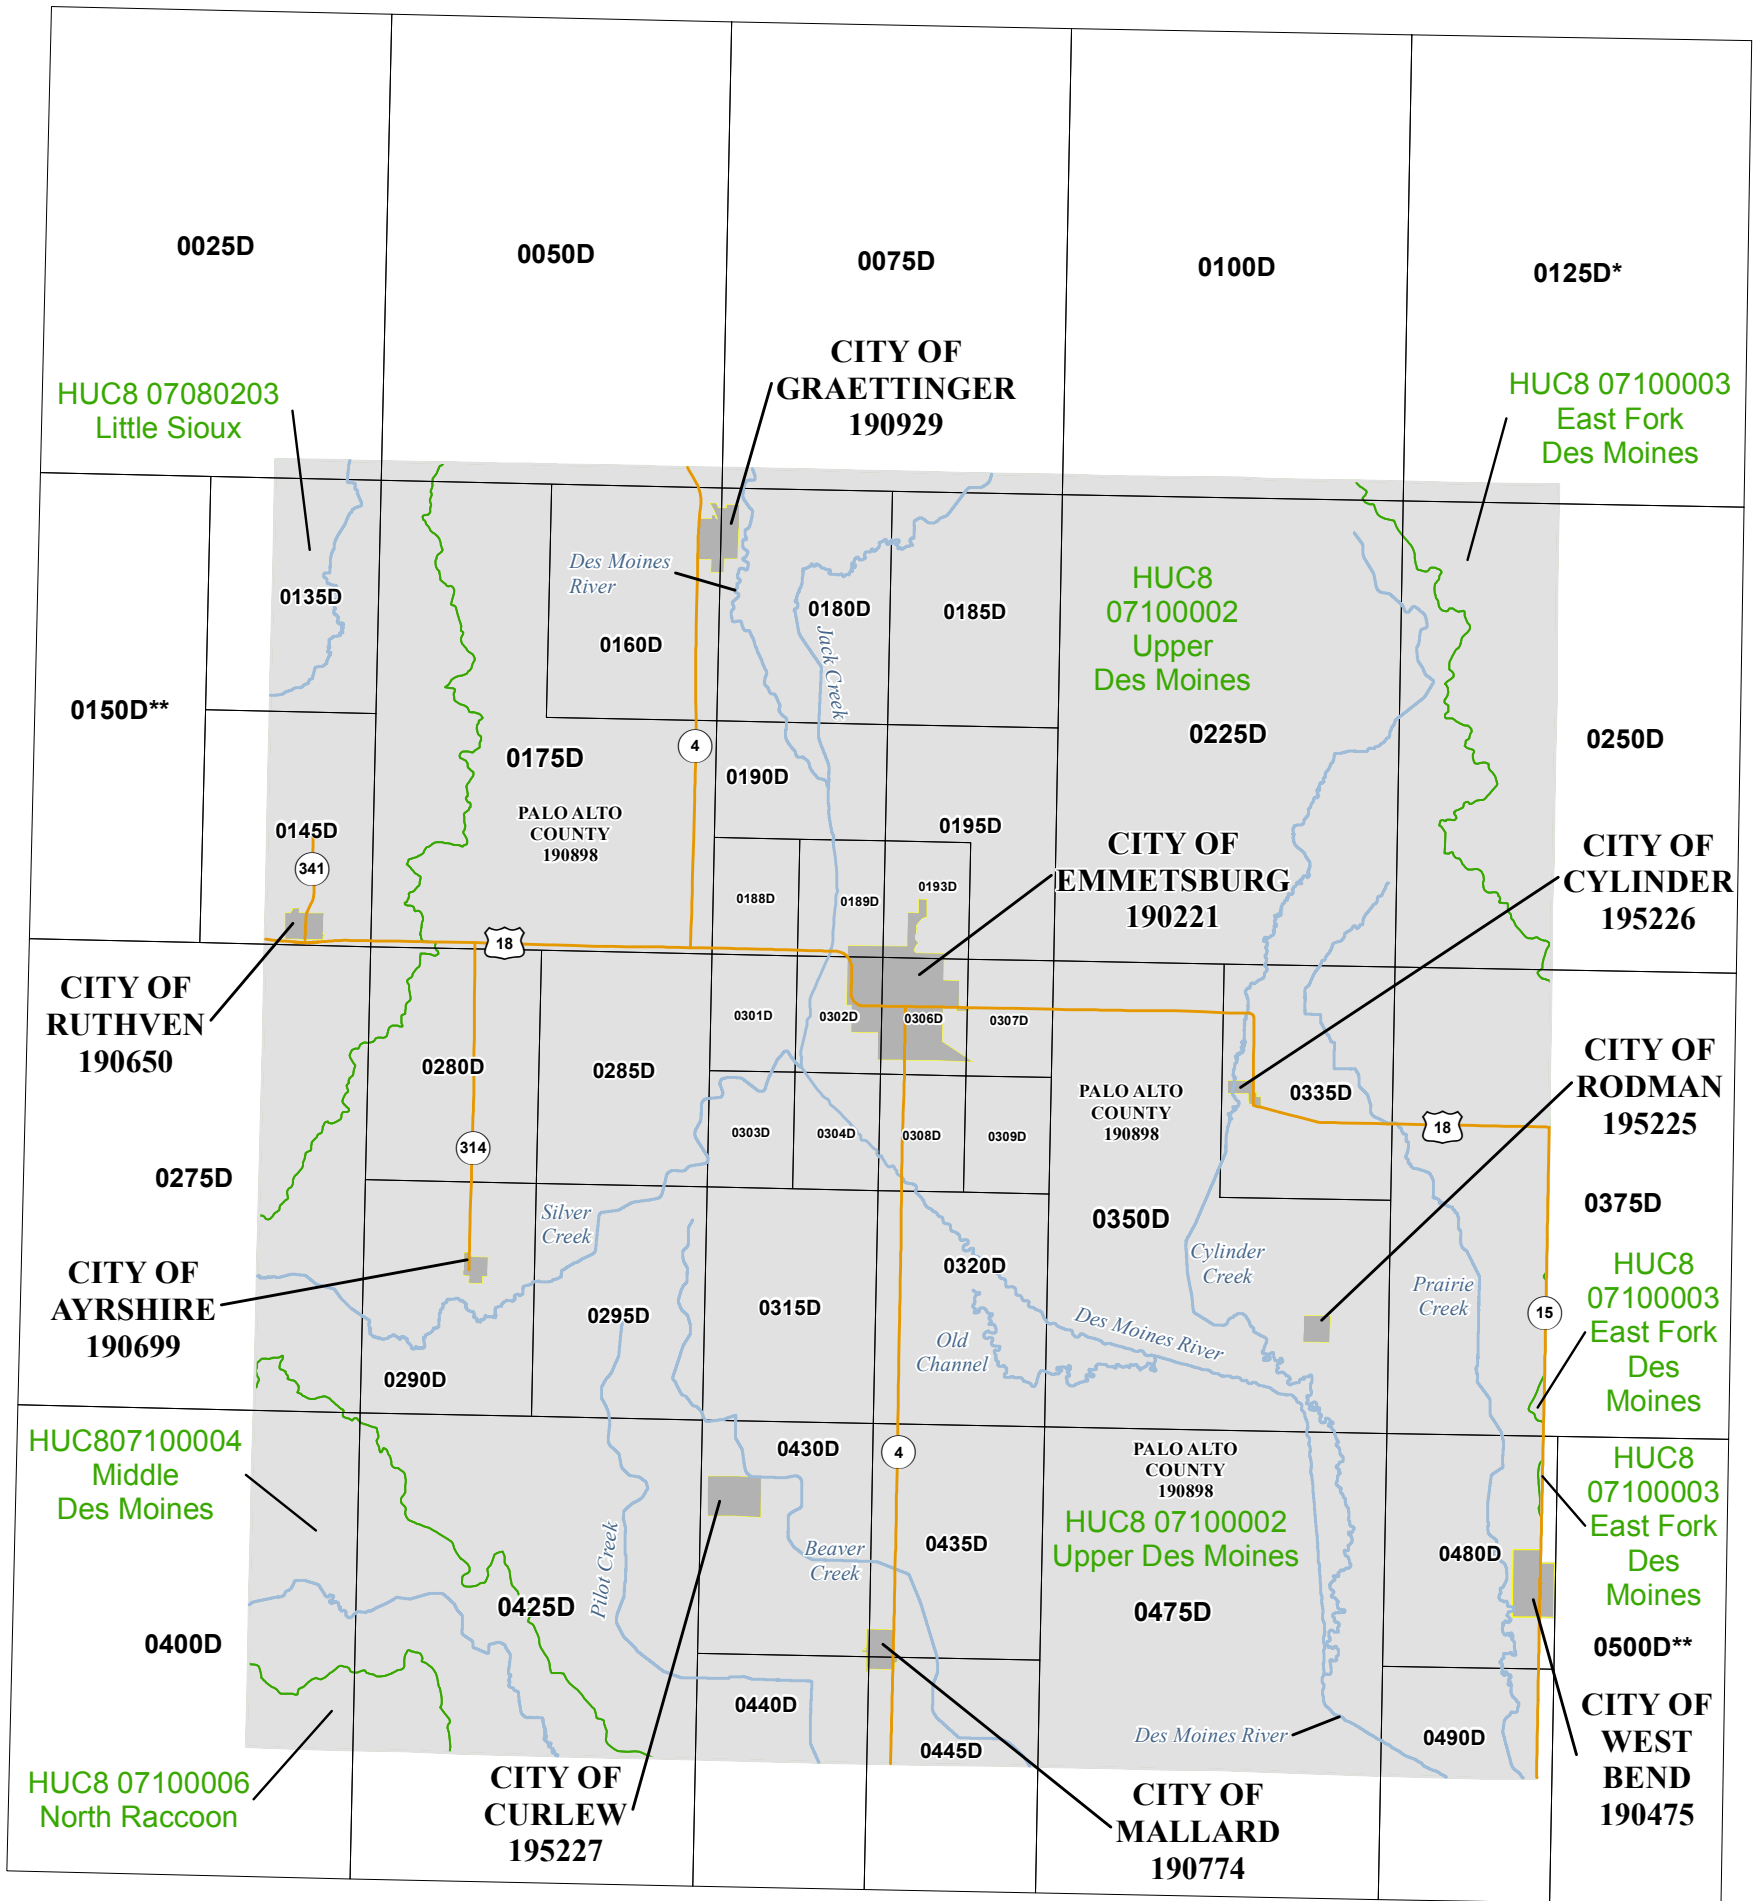 0025D
0050D
0075D
0100D
0125D*
CITY OF
GRAETTINGER
190929
HUC8 07080203
Little Sioux
HUC8 07100003
East Fork
Des Moines
Des Moines
River
0135D
0160D
0180D
0185D
Jack Creek
HUC8
07100002
Upper
Des Moines
0150D**
0175D
4
0190D
0225D
0250D
PALO ALTO
COUNTY
190898
0145D
341
0195D
0188D
0189D
0193D
CITY OF
EMMETSBURG
190221
CITY OF
CYLINDER
195226
18
CITY OF
RUTHVEN
190650
0301D
0302D
0306D
0307D
0280D
0285D
PALO ALTO
COUNTY
190898
0335D
CITY OF
RODMAN
195225
314
0303D
0304D
0308D
0309D
18
0275D
0375D
Silver
Creek
0350D
Cylinder
Creek
Prairie
Creek
HUC8
07100003
East Fork
Des
Moines
CITY OF
AYRSHIRE
190699
0320D
0295D
0315D
Des Moines River
Old
Channel
15
0290D
HUC807100004
Middle
Des Moines
0430D
4
PALO ALTO
COUNTY
190898
HUC8 07100002
Upper Des Moines
HUC8
07100003
East Fork
Des
Moines
Pilot Creek
Beaver
Creek
0435D
0480D
0425D
0475D
0400D
0500D**
0440D
0445D
Des Moines River
0490D
CITY OF
WEST
BEND
190475
HUC8 07100006
North Raccoon
CITY OF
CURLEW
195227
CITY OF
MALLARD
190774